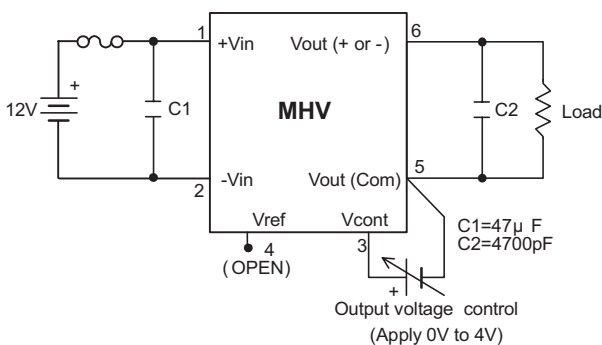 1
6
+Vin
Vout (+ or -)
+
12V
C1
MHV
C2
Load
5
2
-Vin
Vout (Com)
Vref
Vcont
C1=47µ F
C2=4700pF
4
3
(OPEN)
+
Output voltage control
(Apply 0V to 4V)